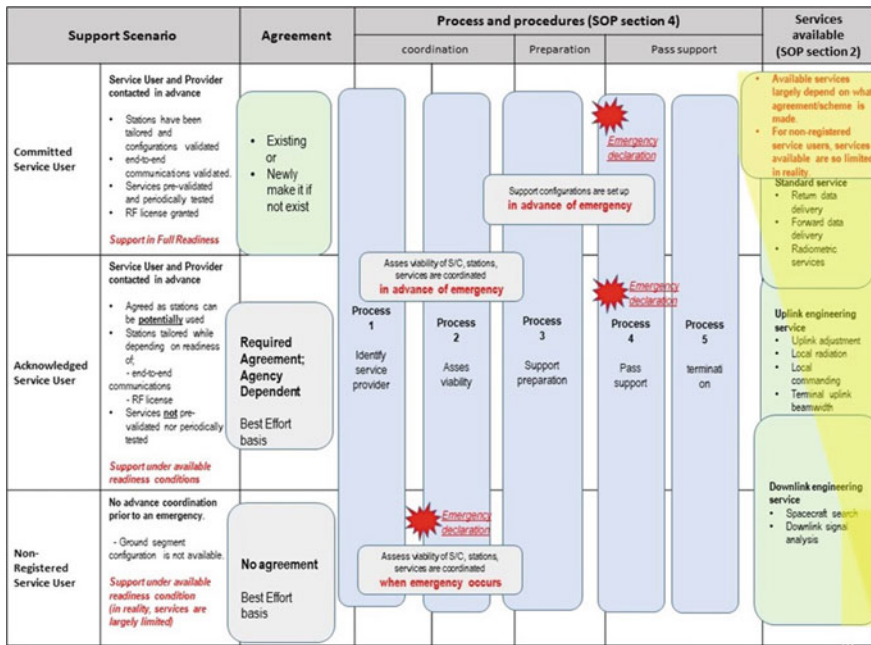 Support Scenario
Agreement
Process and procedures (SOP section 4)
coordination
Preparation
Pass support
Services
available
(SOP section 2)
Committed
Service User
Service User and Provider
contacted in advance
• Stations have been
tailored and
configurations validated
• end-to-end
communications validated.
• Services pre-validated
and periodically tested
• RF license granted
Support in Full Readiness
• Existing
or
• Newly
make it if
not exist
Emergency
declaration
Support configurations are set up
in advance of emergency
• Available services
largely depend on what
agreement/scheme is
made.
• For non-registered
service users, services
available are so limited
in reality.
Standard service
• Return data
delivery
• Forward data
delivery
• Radiometric
services
Acknowledged
Service User
Service User and Provider
contacted in advance
• Agreed as stations can
be potentially used
• Stations tailored while
depending on readiness
of;
- end-to-end
communications
- RF license
• Services not pre-
validated nor periodically
tested
Support under available
readiness conditions
Required
Agreement;
Agency
Dependent
Best Effort
basis
Asses viability of S/C, stations,
services are coordinated
in advance of emergency
Emergency
declaration
Process
1
Identify
service
provider
Process
2
Asses
viability
Process
3
Support
preparation
Process
4
Pass
support
Process
5
terminati
on
Uplink engineering
service
• Uplink adjustment
• Local radiation
• Local
commanding
• Terminal uplink
beamwidth
Non-
Registered
Service User
No advance coordination
prior to an emergency.
- Ground segment
configuration is not available.
Support under available
readiness condition
(in reality, services are
largely limited)
No agreement
Best Effort
basis
Emergency
declaration
Assess viability of S/C, stations,
services are coordinated
when emergency occurs
Downlink engineering
service
• Spacecraft search
• Downlink signal
analysis